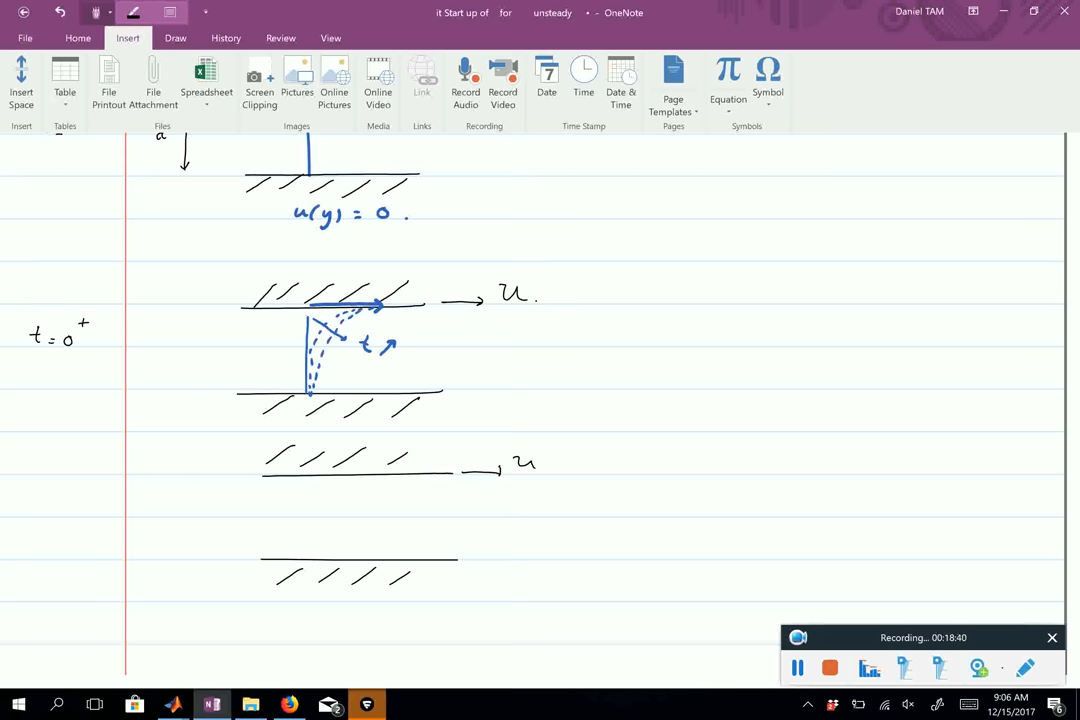 it Start up of for unsteady • - OneNote
Daniel TAM
File Home Insert Draw History Review View
Insert Space
Table
File Printout
File Attachment
Spreadsheet
Screen Clipping
Pictures
Online Pictures
Online Video
Link
Record Audio
Record Video
Date
Time
Date & Time
Page Templates
Equation
Symbol
Insert Tables Files Images Media Links Recording Time Stamp Pages Symbols
u(y) = 0 .
U .
t = 0+
t ↗
u
Recording... 00:18:40
9:06 AM
12/15/2017